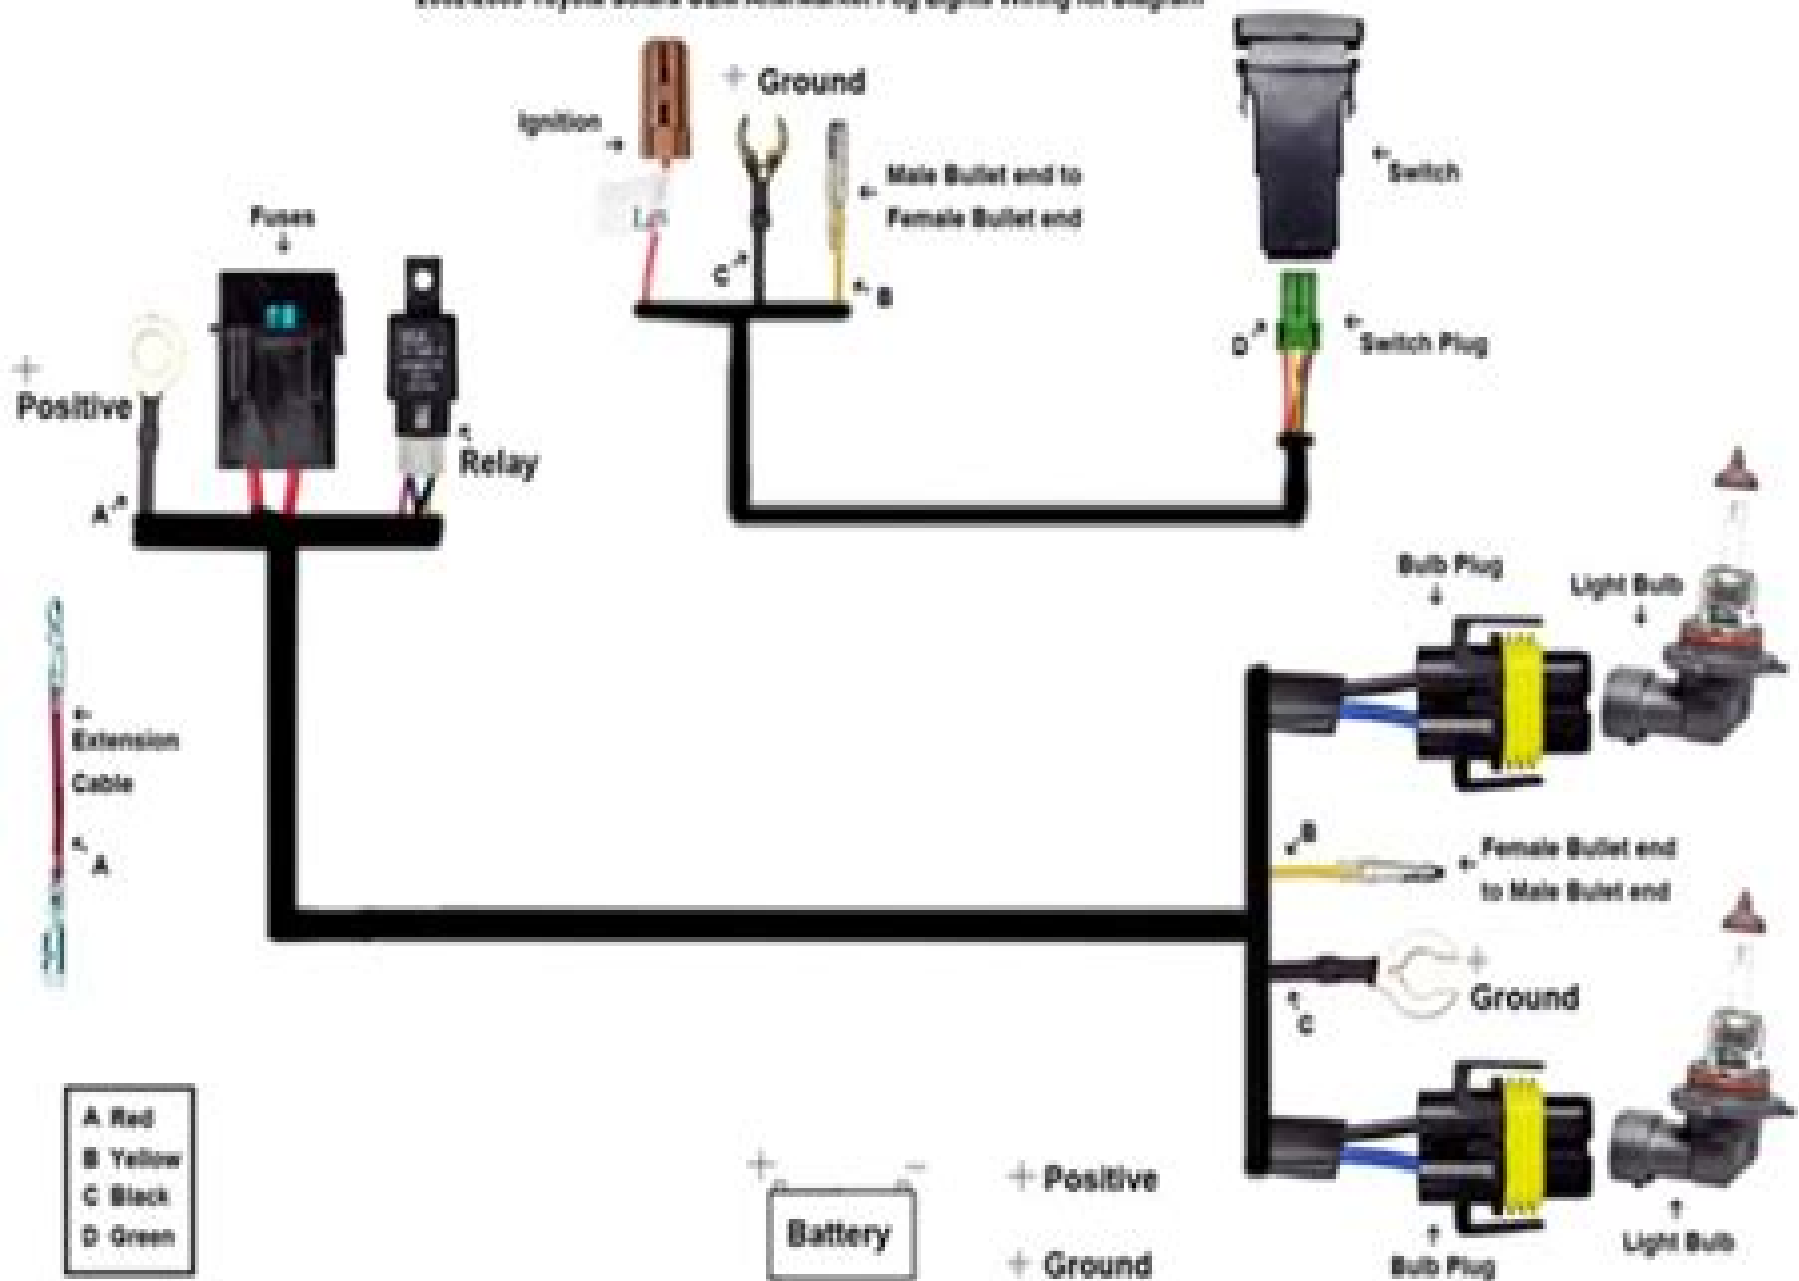 + Ground
Ignition
Male Bullet end to
Female Bullet end
Switch
Fuses
C
B
D
Switch Plug
+
Positive
Relay
A
Bulb Plug
Light Bulb
Extension
Cable
A
B
Female Bullet end
to Male Bulet end
+
Ground
C
A Red
B Yellow
C Black
D Green
+ −
Battery
+ Positive
+ Ground
Bulb Plug
Light Bulb